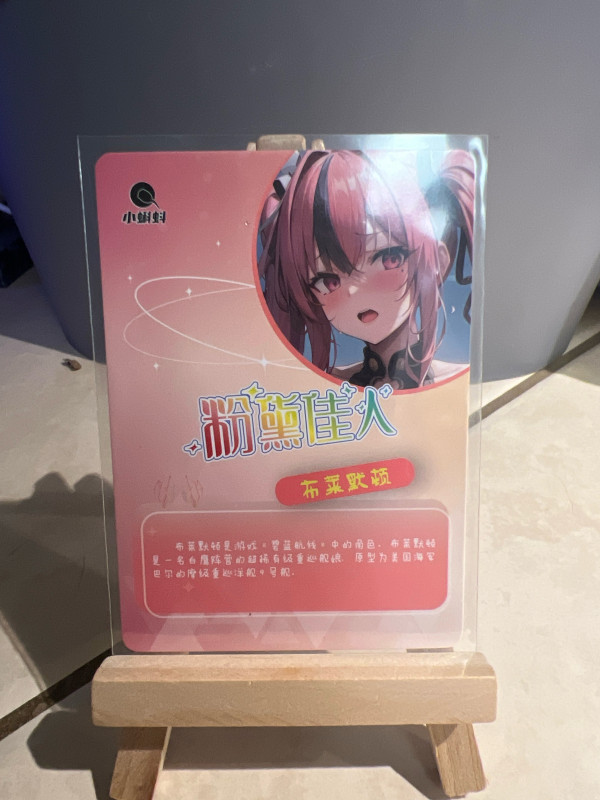 小蝌蚪
粉黛佳人
布莱默顿
布莱默顿是游戏《碧蓝航线》中的角色。布莱默顿
是一名白鹰阵营的超稀有级重巡舰娘。原型为美国海军
巴尔的摩级重巡洋舰4号舰。